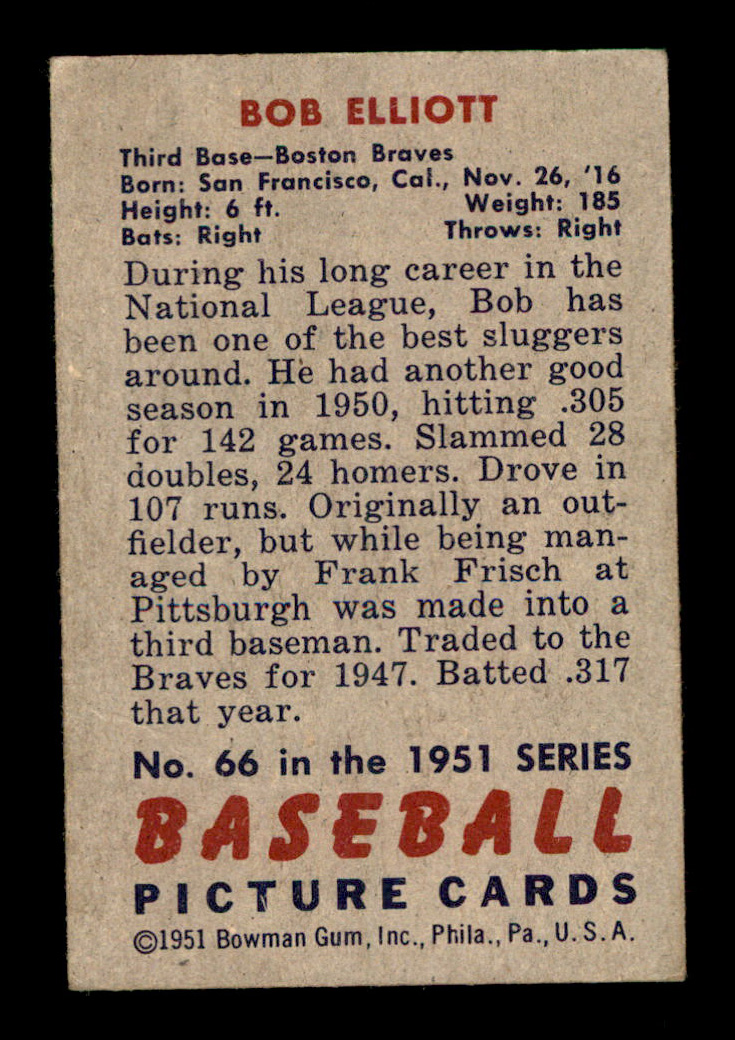 BOB ELLIOTT
Third Base—Boston Braves
Born: San Francisco, Cal., Nov. 26, '16
Height: 6 ft. Weight: 185
Bats: Right Throws: Right
During his long career in the
National League, Bob has
been one of the best sluggers
around. He had another good
season in 1950, hitting .305
for 142 games. Slammed 28
doubles, 24 homers. Drove in
107 runs. Originally an out-
fielder, but while being man-
aged by Frank Frisch at
Pittsburgh was made into a
third baseman. Traded to the
Braves for 1947. Batted .317
that year.
No. 66 in the 1951 SERIES
BASEBALL
PICTURE CARDS
©1951 Bowman Gum, Inc., Phila., Pa., U.S.A.